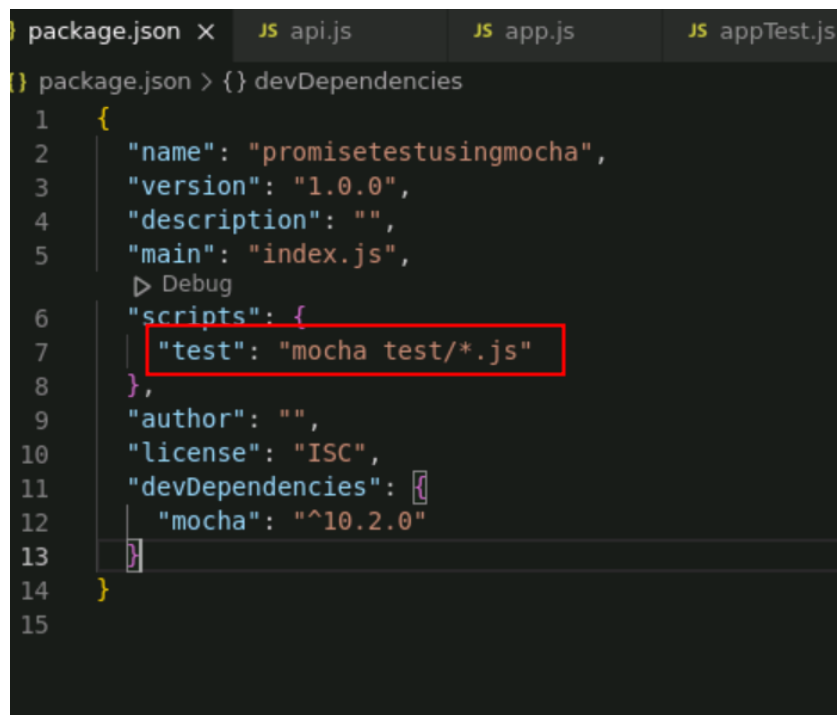 package.json × JS api.js JS app.js JS appTest.js
{} package.json > {} devDependencies
1 {
2 "name": "promisetestusingmocha",
3 "version": "1.0.0",
4 "description": "",
5 "main": "index.js",
Debug
6 "scripts": {
7 "test": "mocha test/*.js"
8 },
9 "author": "",
10 "license": "ISC",
11 "devDependencies": {
12 "mocha": "^10.2.0"
13 }
14 }
15